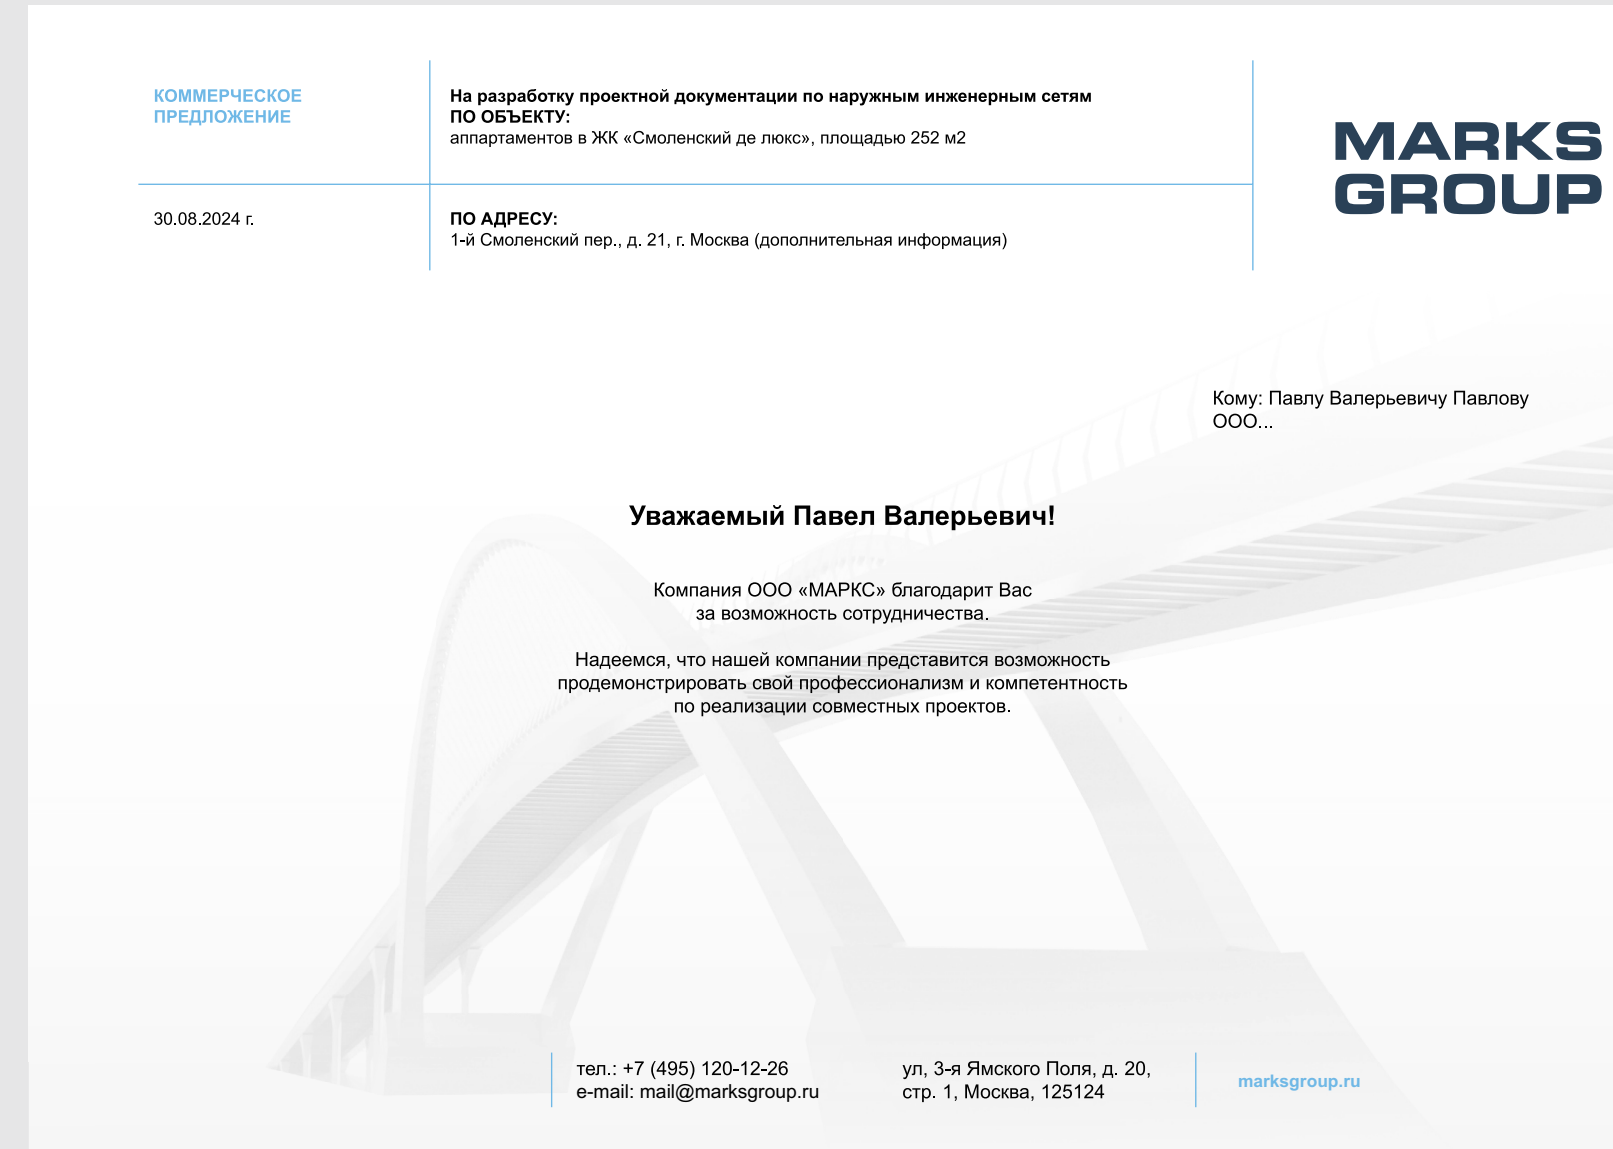 КОММЕРЧЕСКОЕ
ПРЕДЛОЖЕНИЕ
На разработку проектной документации по наружным инженерным сетям
ПО ОБЪЕКТУ:
аппартаментов в ЖК «Смоленский де люкс», площадью 252 м2
MARKS
GROUP
30.08.2024 г.
ПО АДРЕСУ:
1-й Смоленский пер., д. 21, г. Москва (дополнительная информация)
Кому: Павлу Валерьевичу Павлову
ООО...
Уважаемый Павел Валерьевич!
Компания ООО «МАРКС» благодарит Вас
за возможность сотрудничества.
Надеемся, что нашей компании представится возможность
продемонстрировать свой профессионализм и компетентность
по реализации совместных проектов.
тел.: +7 (495) 120-12-26
e-mail: mail@marksgroup.ru
ул, 3-я Ямского Поля, д. 20,
стр. 1, Москва, 125124
marksgroup.ru